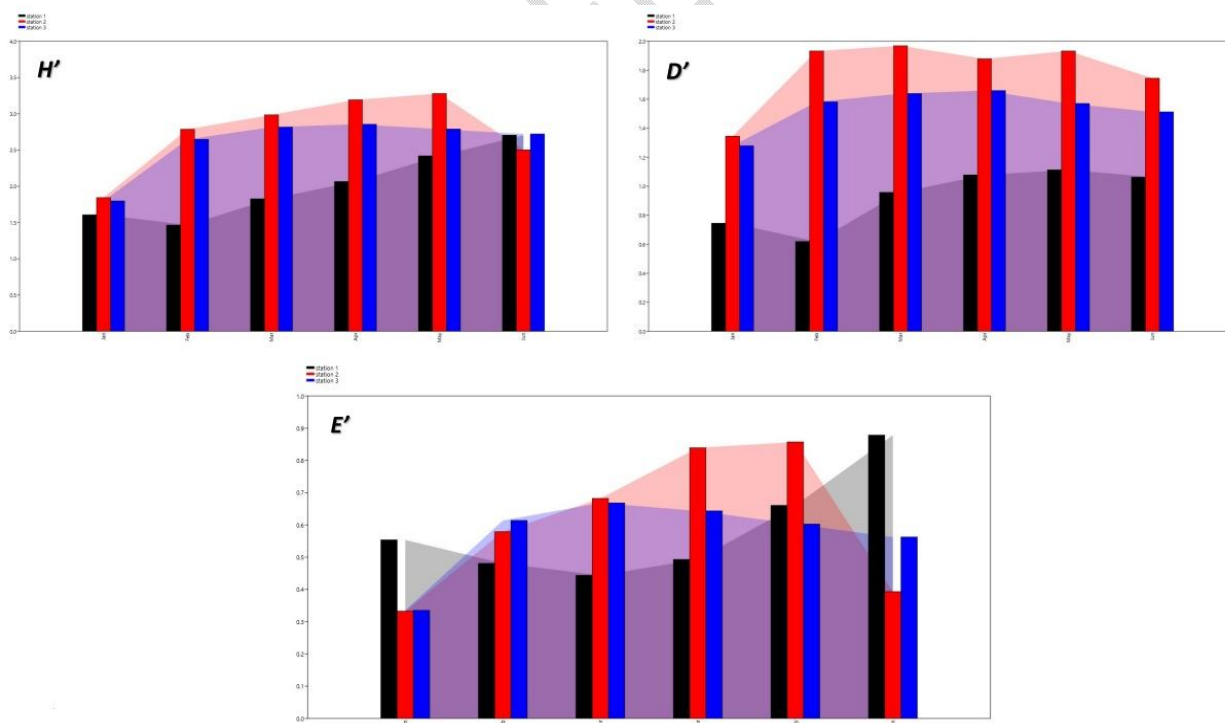 station 1
station 2
station 3
H'
4.0
3.5
3.0
2.5
2.0
1.5
1.0
0.5
0.0
Jan
Feb
Mar
Apr
May
Jun
station 1
station 2
station 3
D'
2.0
1.8
1.6
1.4
1.2
1.0
0.8
0.6
0.4
0.2
0.0
Jan
Feb
Mar
Apr
May
Jun
station 1
station 2
station 3
E'
1.0
0.9
0.8
0.7
0.6
0.5
0.4
0.3
0.2
0.1
0.0